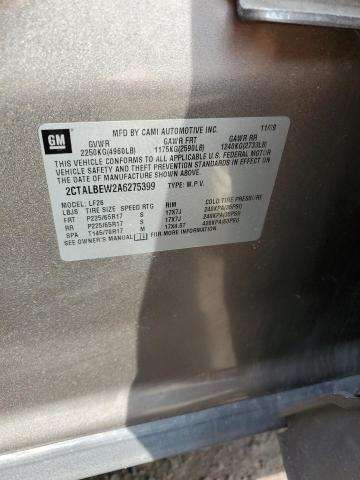 GM
MFD BY CAMI AUTOMOTIVE INC. 11/09
GVWR GAWR FRT GAWR RR
2250KG(4960LB) 1175KG(2590LB) 1240KG(2733LB)
THIS VEHICLE CONFORMS TO ALL APPLICABLE U.S. FEDERAL MOTOR
VEHICLE SAFETY, BUMPER, AND THEFT PREVENTION STANDARDS IN EFFECT
ON THE DATE OF MANUFACTURE SHOWN ABOVE.
2CTALBEW2A6275399 TYPE: M.P.V.
MODEL: LF26
LBJS TIRE SIZE SPEED RTG RIM COLD TIRE PRESSURE
FRT P225/65R17 S 17X7J 240KPA(35PSI)
RR P225/65R17 S 17X7J 240KPA(35PSI)
SPA T145/70R17 M 17X4.5T 420KPA(60PSI)
SEE OWNER'S MANUAL FOR MORE INFORMATION.